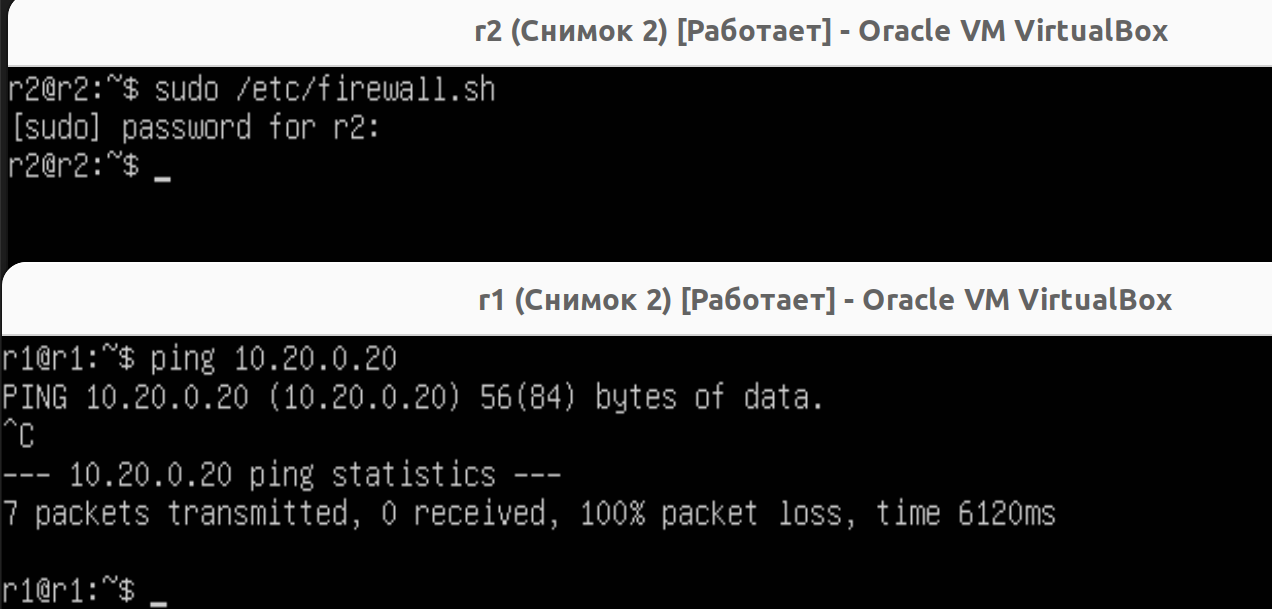 r2 (Снимок 2) [Работает] - Oracle VM VirtualBox
r2@r2:~$ sudo /etc/firewall.sh
[sudo] password for r2:
r2@r2:~$ _
r1 (Снимок 2) [Работает] - Oracle VM VirtualBox
r1@r1:~$ ping 10.20.0.20
PING 10.20.0.20 (10.20.0.20) 56(84) bytes of data.
^C
--- 10.20.0.20 ping statistics ---
7 packets transmitted, 0 received, 100% packet loss, time 6120ms
r1@r1:~$ _